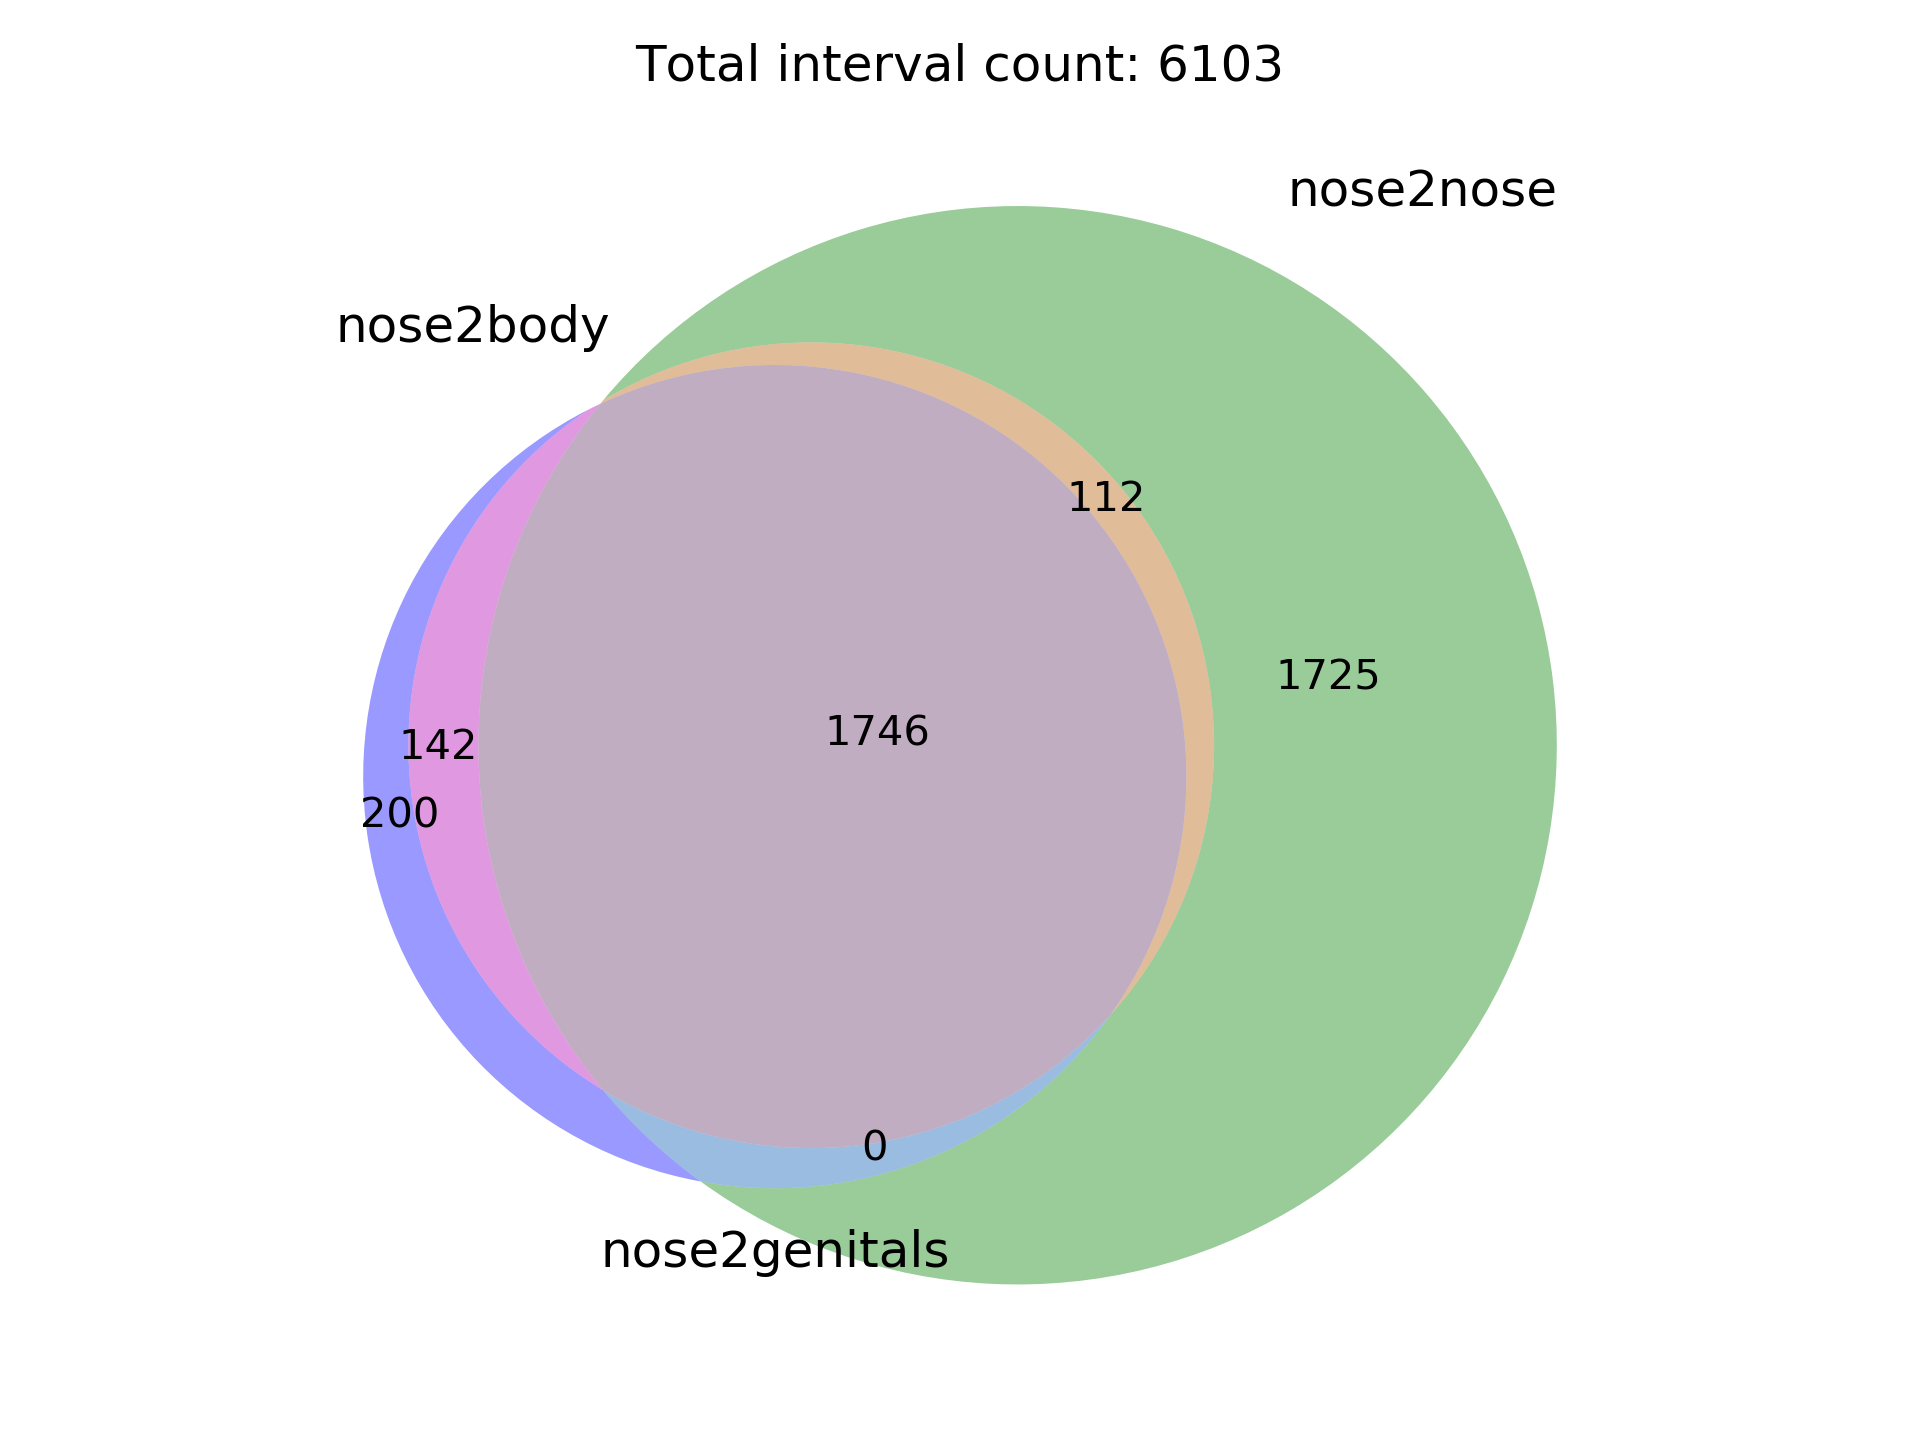 Total interval count: 6103
nose2nose
nose2body
112
1725
1746
142
200
0
nose2genitals